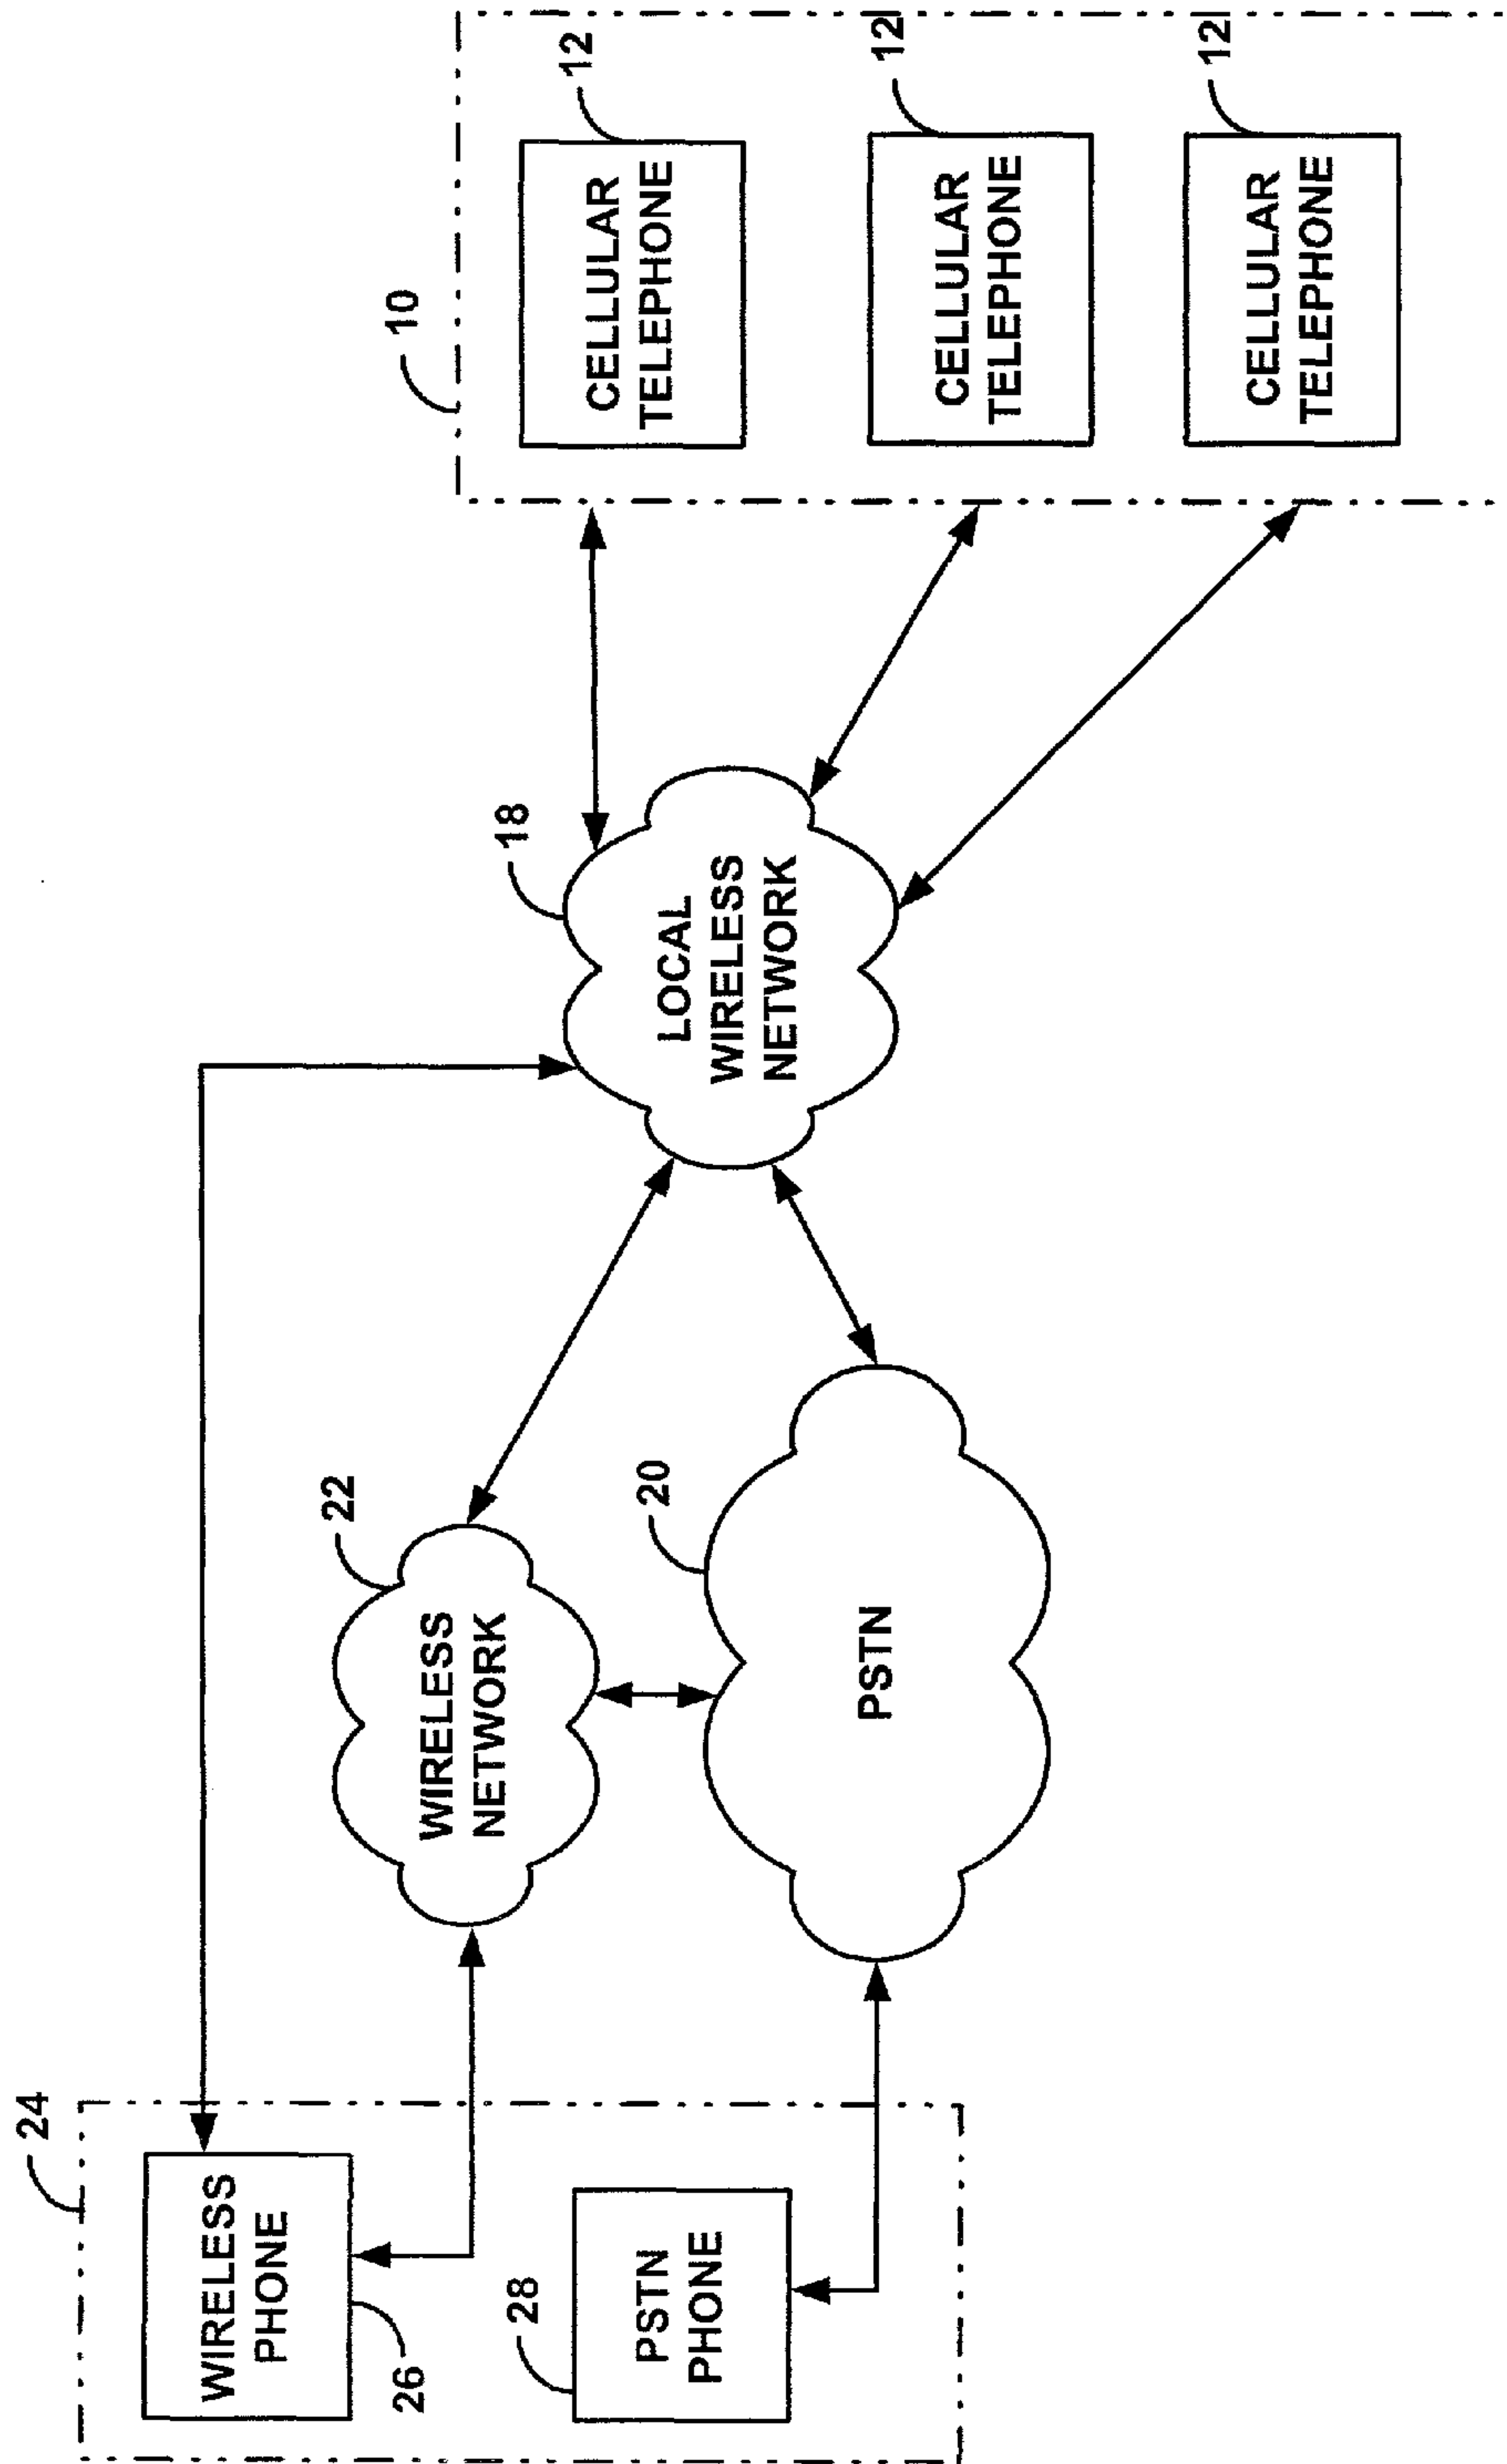 24
WIRELESS
PHONE
26
28
PSTN
PHONE
22
WIRELESS
NETWORK
20
PSTN
18
LOCAL
WIRELESS
NETWORK
10
12
CELLULAR
TELEPHONE
12
CELLULAR
TELEPHONE
12
CELLULAR
TELEPHONE